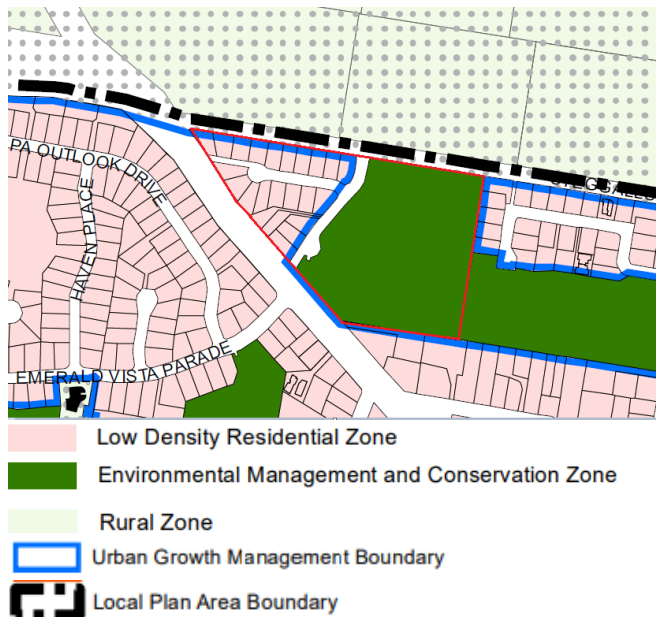 STEGGALLS
PA OUTLOOK DRIVE
HAVEN PLACE
EMERALD VISTA PARADE
Low Density Residential Zone
Environmental Management and Conservation Zone
Rural Zone
Urban Growth Management Boundary
Local Plan Area Boundary